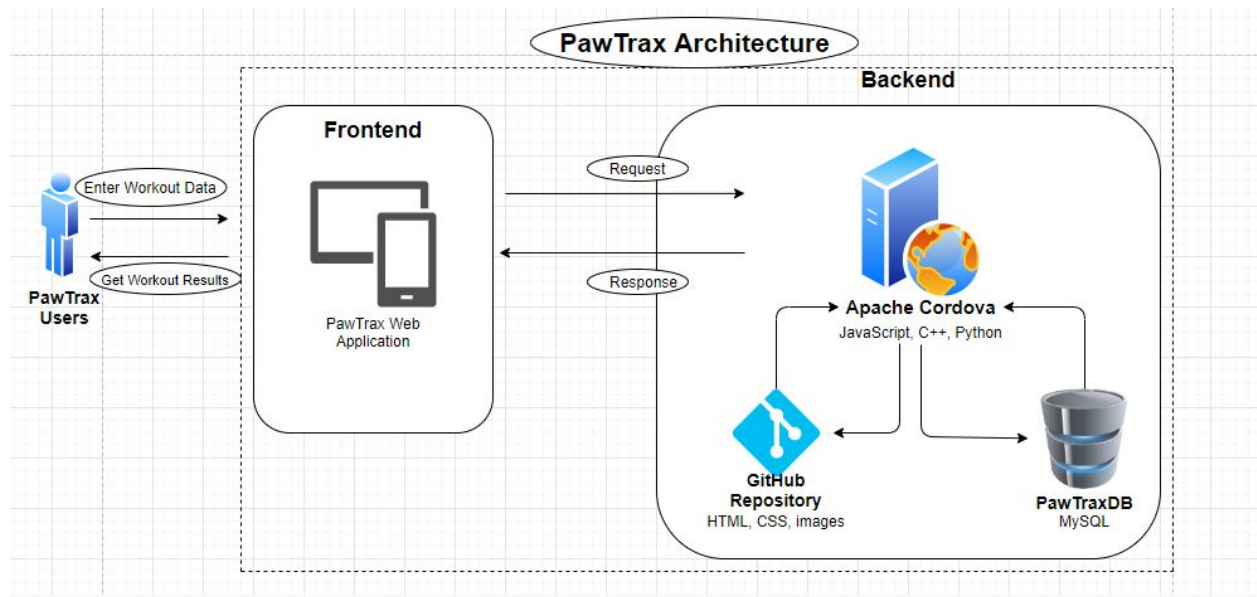 PawTrax Architecture
Backend
Frontend
Enter Workout Data
Get Workout Results
PawTrax
Users
PawTrax Web
Application
Request
Response
Apache Cordova
JavaScript, C++, Python
GitHub
Repository
HTML, CSS, images
PawTraxDB
MySQL